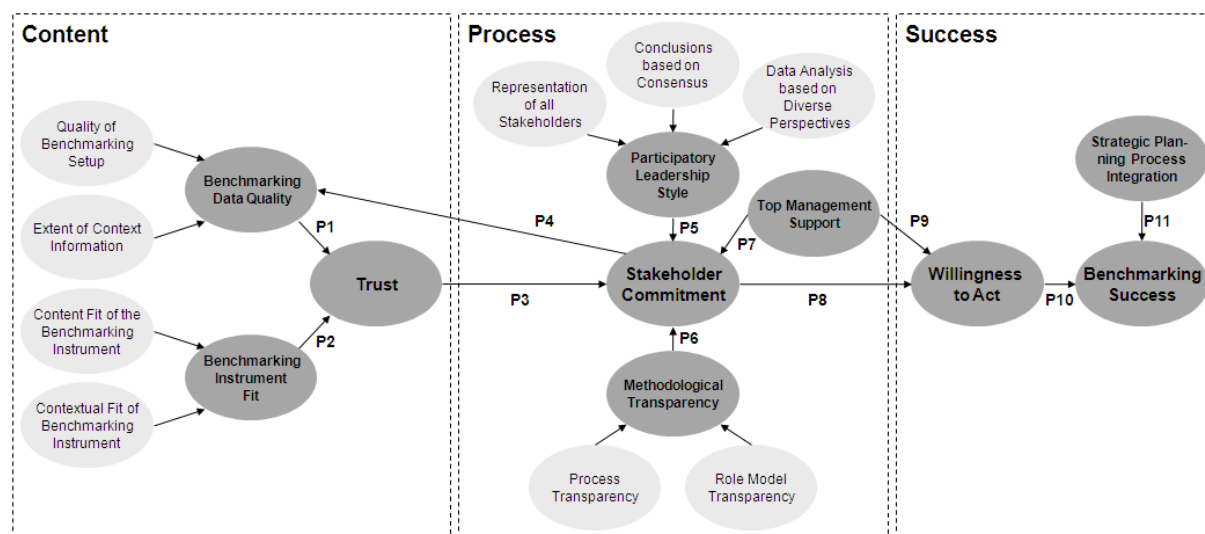 Content
Quality of
Benchmarking
Setup
Benchmarking
Data Quality
Extent of Context
Information
P1
Trust
Content Fit of the
Benchmarking
Instrument
P2
Benchmarking
Instrument
Fit
Contextual Fit of
Benchmarking
Instrument
Process
Conclusions
based on
Consensus
Representation
of all
Stakeholders
Data Analysis
based on
Diverse
Perspectives
Participatory
Leadership
Style
Top Management
Support
P4
P5
P7
P3
Stakeholder
Commitment
P8
P6
Methodological
Transparency
Process
Transparency
Role Model
Transparency
Success
Strategic Plan-
ning Process
Integration
P9
P11
Willingness
to Act
P10
Benchmarking
Success